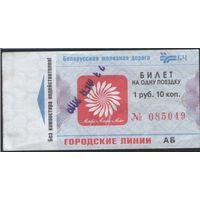 Белорусская железная дорога
БЧ
Без компостера недействителен!
БИЛЕТ
НА ОДНУ ПОЕЗДКУ
1 руб. 10 коп.
№ 085049
ГОРОДСКИЕ ЛИНИИ АБ